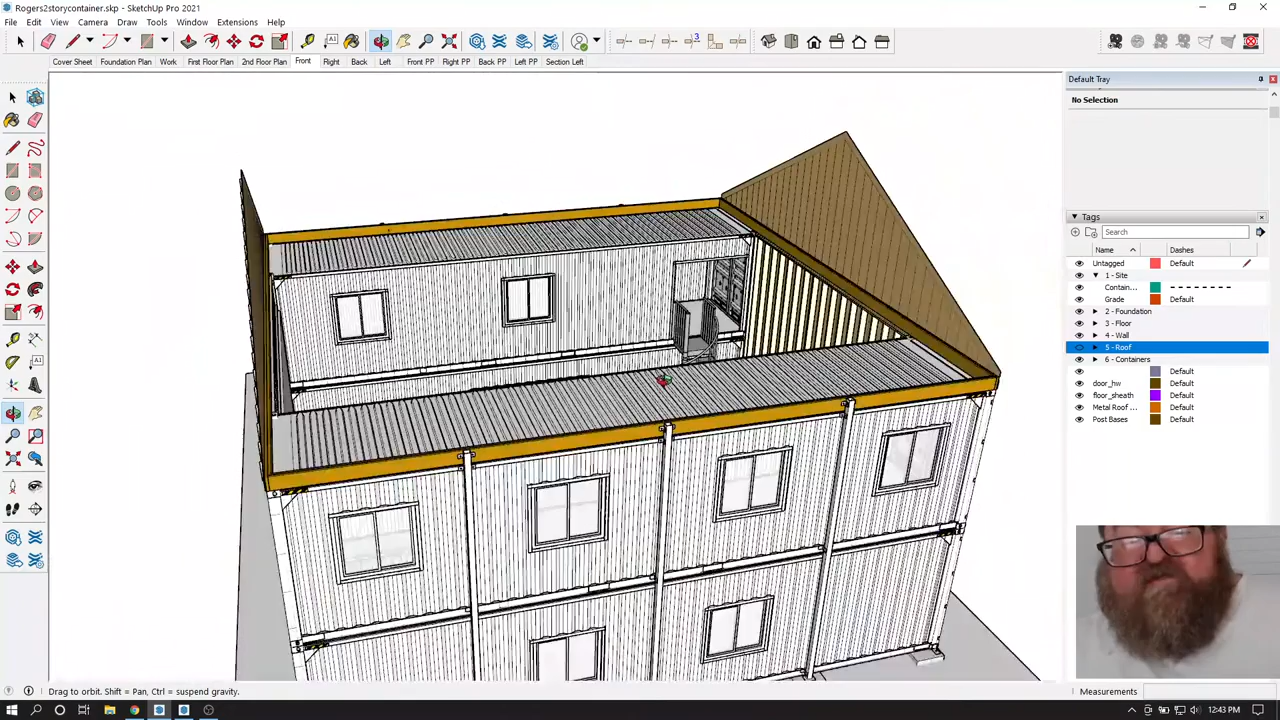 Rogers2storycontainer.skp - SketchUp Pro 2021
File Edit View Camera Draw Tools Window Extensions Help
3
Cover Sheet Foundation Plan Work First Floor Plan 2nd Floor Plan Front Right Back Left Front PP Right PP Back PP Left PP Section Left
Default Tray
No Selection
Tags
Search
Name Dashes
Untagged Default
1 - Site
Contain...
Grade Default
2 - Foundation
3 - Floor
4 - Wall
5 - Roof
6 - Containers
Default
door_hw Default
floor_sheath Default
Metal Roof ... Default
Post Bases Default
Drag to orbit. Shift = Pan, Ctrl = suspend gravity.
Measurements
12:43 PM